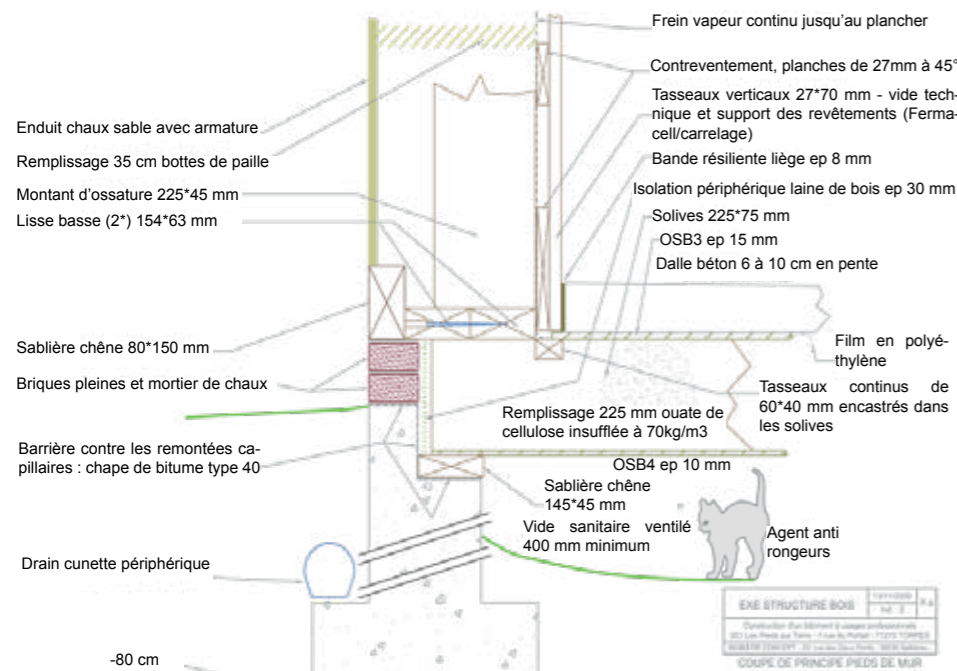 Frein vapeur continu jusqu'au plancher
Contreventement, planches de 27mm à 45°
Tasseaux verticaux 27*70 mm - vide tech-
nique et support des revêtements (Ferma-
cell/carrelage)
Bande résiliente liège ep 8 mm
Isolation périphérique laine de bois ep 30 mm
Solives 225*75 mm
OSB3 ep 15 mm
Dalle béton 6 à 10 cm en pente
Enduit chaux sable avec armature
Remplissage 35 cm bottes de paille
Montant d'ossature 225*45 mm
Lisse basse (2*) 154*63 mm
Sablière chêne 80*150 mm
Briques pleines et mortier de chaux
Barrière contre les remontées ca-
pillaires : chape de bitume type 40
Drain cunette périphérique
-80 cm
Film en polyé-
thylène
Tasseaux continus de
60*40 mm encastrés dans
les solives
Remplissage 225 mm ouate de
cellulose insufflée à 70kg/m3
OSB4 ep 10 mm
Sablière chêne
145*45 mm
Vide sanitaire ventilé
400 mm minimum
Agent anti
rongeurs
EXE STRUCTURE BOIS
Construction d'un bâtiment à usages professionnels
COUPE DE PRINCIPE PIEDS DE MUR